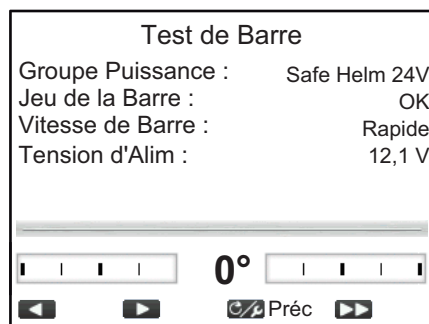 Test de Barre
Groupe Puissance : Safe Helm 24V
Jeu de la Barre : OK
Vitesse de Barre : Rapide
Tension d'Alim : 12,1 V
0°
Préc